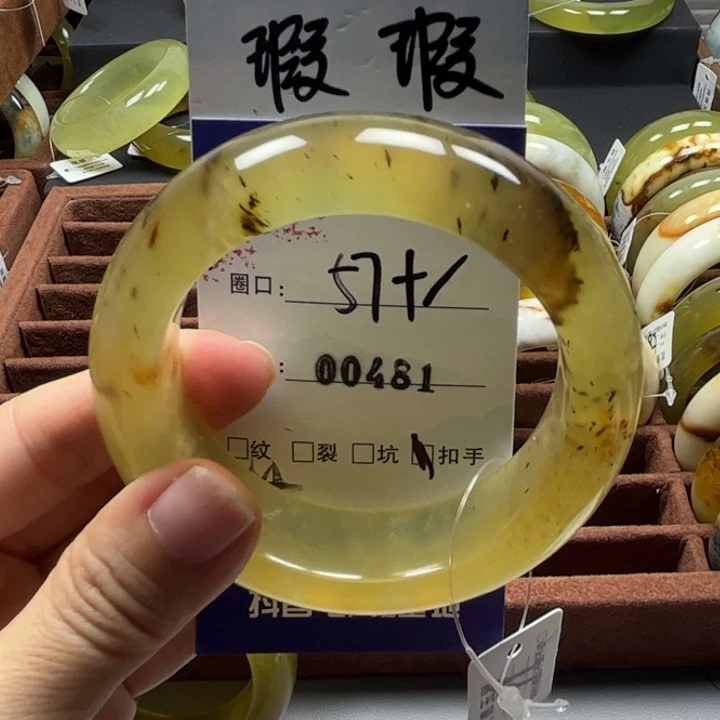 瑕 瑕
圈口: 57+/
: 00481
□纹 □裂 □坑 □扣手